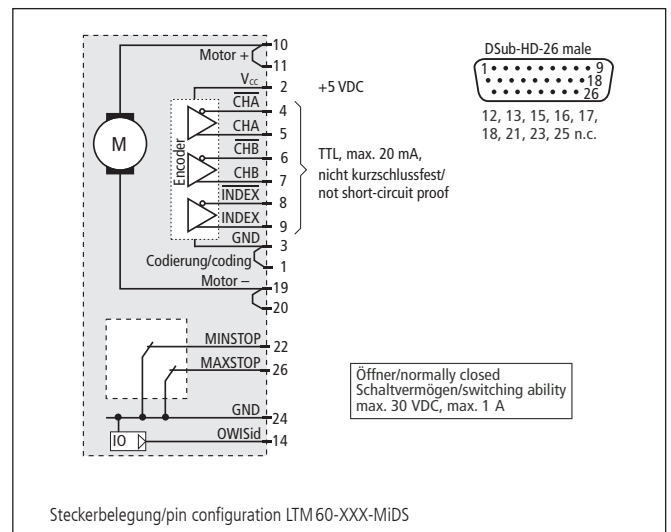 Motor +
10
11
V꜀꜀ 2 +5 VDC
C̅H̅A̅ 4
CHA 5
C̅H̅B̅ 6
CHB 7
I̅N̅D̅E̅X̅ 8
INDEX 9
GND 3
Codierung/coding 1
Motor – 19
20
M
Encoder
TTL, max. 20 mA,
nicht kurzschlussfest/
not short-circuit proof
DSub-HD-26 male
1 9
18
26
12, 13, 15, 16, 17,
18, 21, 23, 25 n.c.
MINSTOP 22
MAXSTOP 26
GND 24
IO OWISid 14
Öffner/normally closed
Schaltvermögen/switching ability
max. 30 VDC, max. 1 A
Steckerbelegung/pin configuration LTM 60-XXX-MiDS